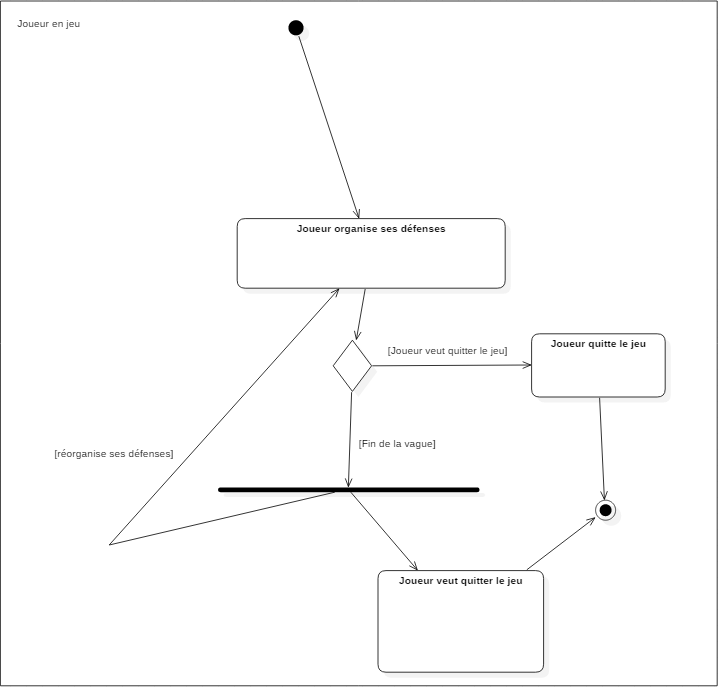 Joueur en jeu
Joueur organise ses défenses
[Joueur veut quitter le jeu]
Joueur quitte le jeu
[Fin de la vague]
[réorganise ses défenses]
Joueur veut quitter le jeu